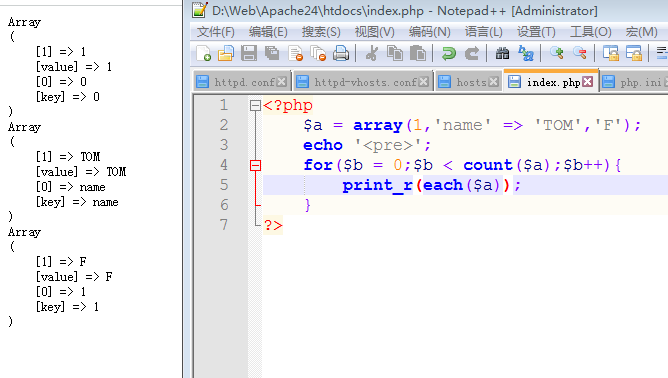 Array
(
    [1] => 1
    [value] => 1
    [0] => 0
    [key] => 0
)
Array
(
    [1] => TOM
    [value] => TOM
    [0] => name
    [key] => name
)
Array
(
    [1] => F
    [value] => F
    [0] => 1
    [key] => 1
)
D:\Web\Apache24\htdocs\index.php - Notepad++ [Administrator]
文件(F) 编辑(E) 搜索(S) 视图(V) 编码(N) 语言(L) 设置(T) 工具(O) 宏(M)
httpd.conf httpd-vhosts.conf hosts index.php php.ini
1 <?php
2     $a = array(1,'name' => 'TOM','F');
3     echo '<pre>';
4     for($b = 0;$b < count($a);$b++){
5         print_r(each($a));
6     }
7 ?>